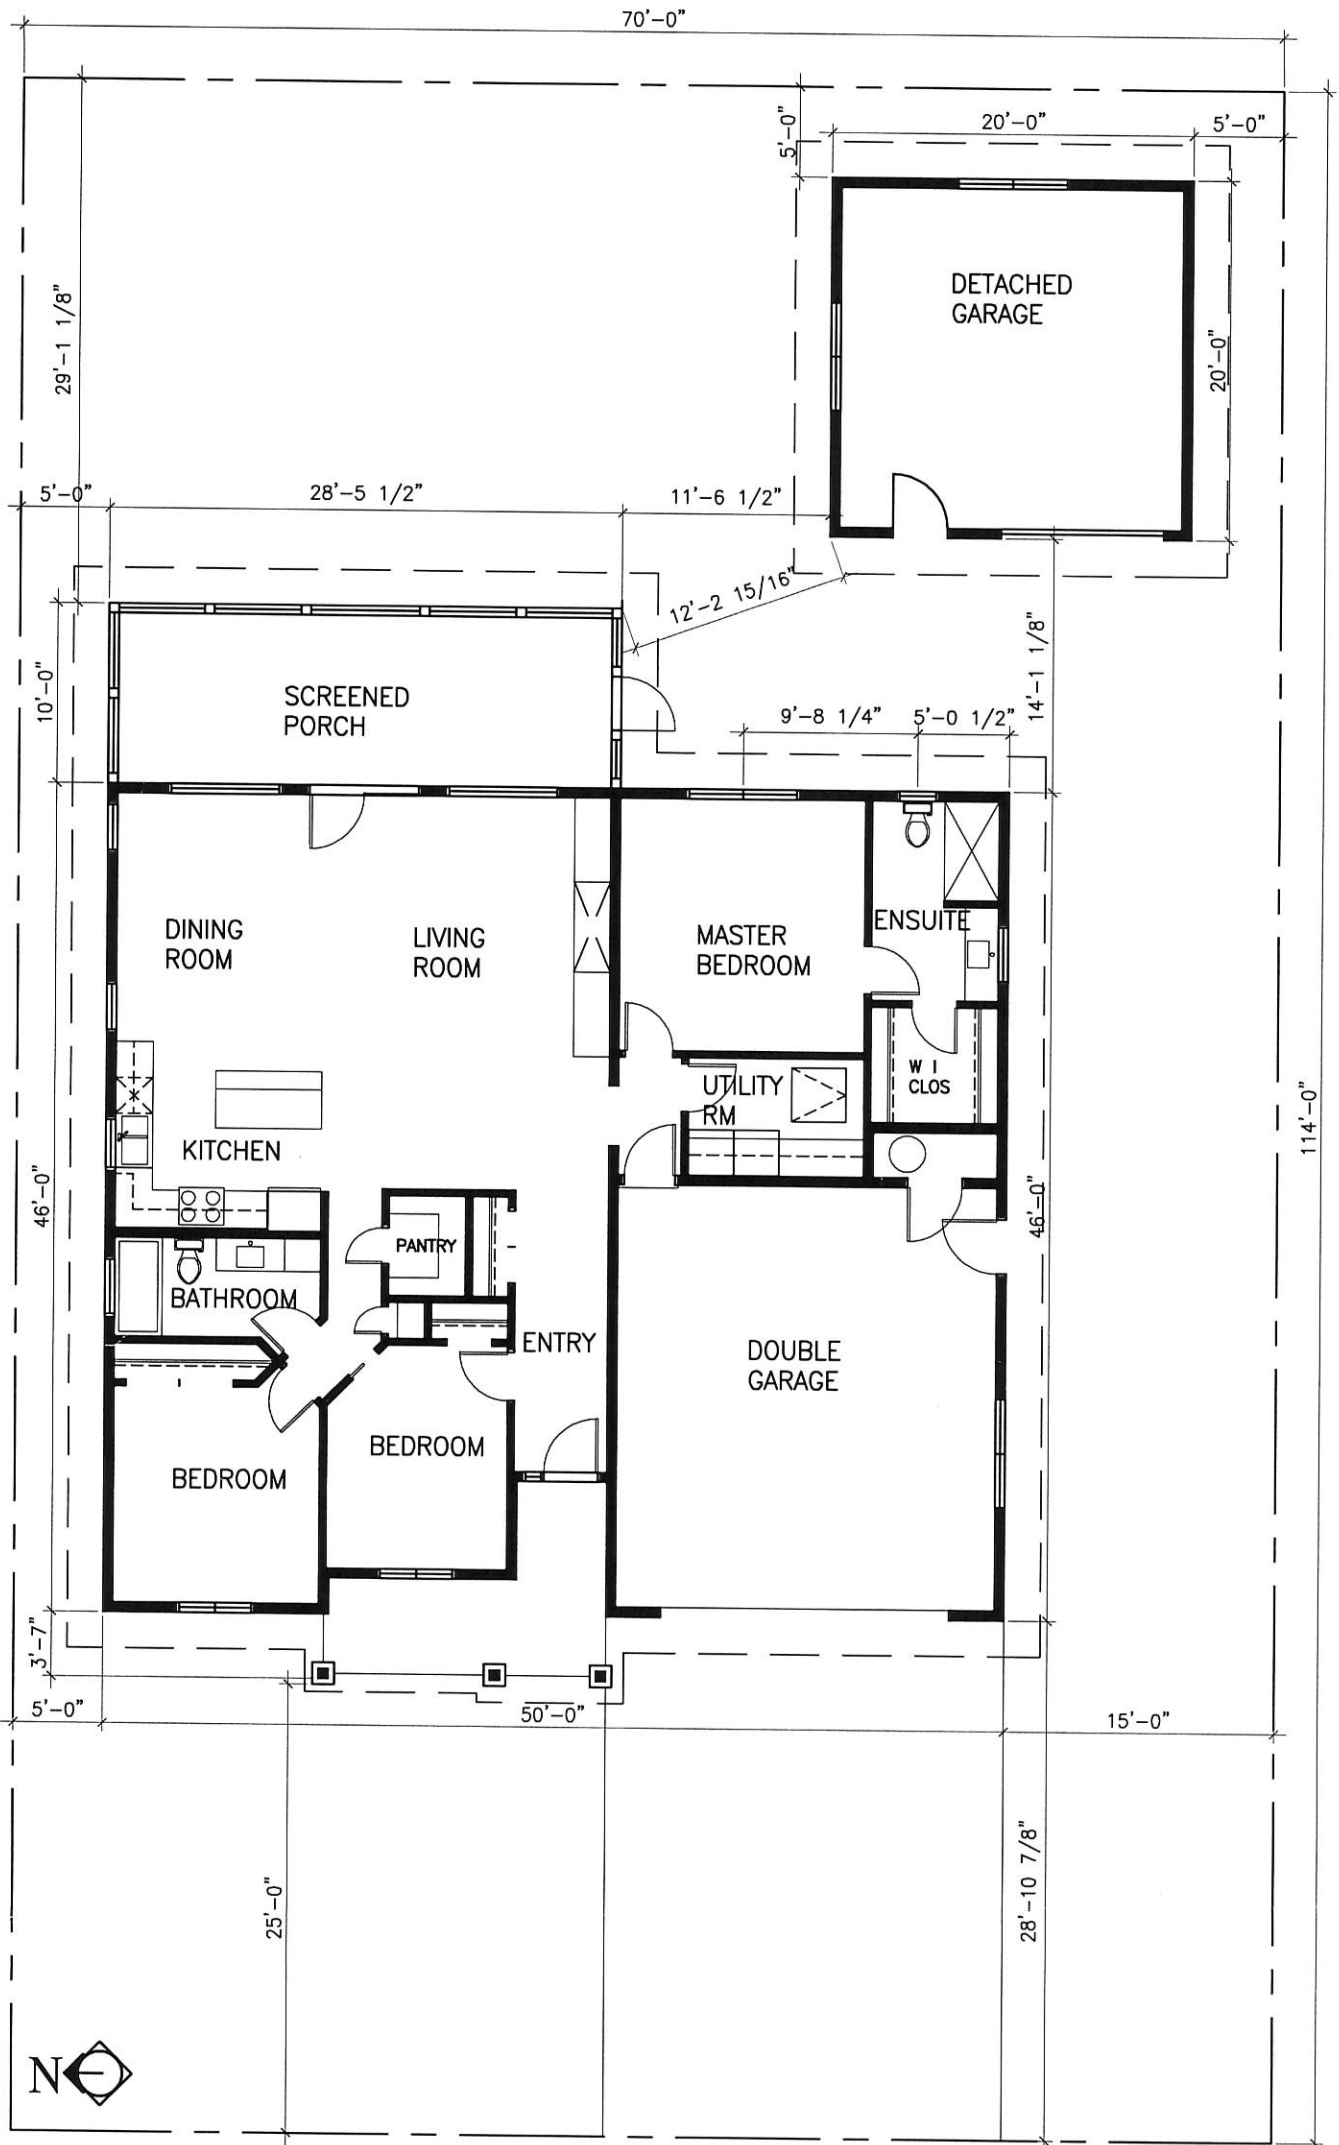 70'-0"
5'-0"
20'-0"
5'-0"
DETACHED
GARAGE
29'-1 1/8"
20'-0"
5'-0"
28'-5 1/2"
11'-6 1/2"
12'-2 15/16"
14'-1 1/8"
10'-0"
SCREENED
PORCH
9'-8 1/4"
5'-0 1/2"
DINING
ROOM
LIVING
ROOM
MASTER
BEDROOM
ENSUITE
W I
CLOS
UTILITY
RM
KITCHEN
114'-0"
46'-0"
46'-0"
PANTRY
BATHROOM
ENTRY
DOUBLE
GARAGE
BEDROOM
BEDROOM
3'-7"
5'-0"
50'-0"
15'-0"
25'-0"
28'-10 7/8"
N